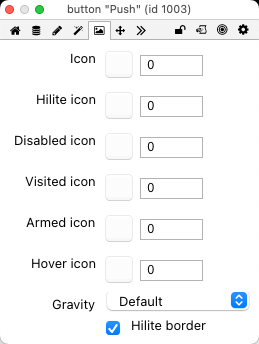 button "Push" (id 1003)
Icon 0
Hilite icon 0
Disabled icon 0
Visited icon 0
Armed icon 0
Hover icon 0
Gravity Default
Hilite border